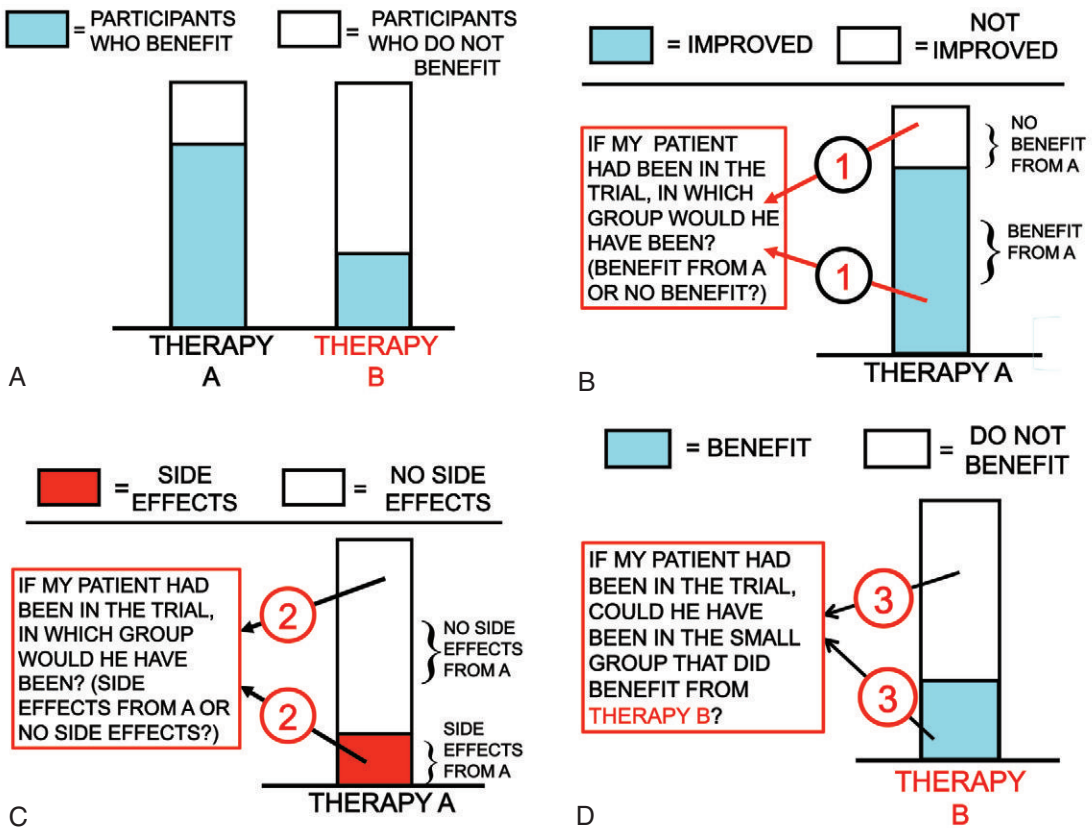 = PARTICIPANTS
WHO BENEFIT
= PARTICIPANTS
WHO DO NOT
BENEFIT
THERAPY
A
THERAPY
B
A
= IMPROVED
= NOT
IMPROVED
IF MY PATIENT
HAD BEEN IN THE
TRIAL, IN WHICH
GROUP WOULD HE
HAVE BEEN?
(BENEFIT FROM A
OR NO BENEFIT?)
1
1
} NO
BENEFIT
FROM A
} BENEFIT
FROM A
THERAPY A
B
= SIDE
EFFECTS
= NO SIDE
EFFECTS
IF MY PATIENT HAD
BEEN IN THE TRIAL,
IN WHICH GROUP
WOULD HE HAVE
BEEN? (SIDE
EFFECTS FROM A OR
NO SIDE EFFECTS?)
2
2
} NO SIDE
EFFECTS
FROM A
} SIDE
EFFECTS
FROM A
THERAPY A
C
= BENEFIT
= DO NOT
BENEFIT
IF MY PATIENT HAD
BEEN IN THE TRIAL,
COULD HE HAVE
BEEN IN THE SMALL
GROUP THAT DID
BENEFIT FROM
THERAPY B?
3
3
THERAPY
B
D